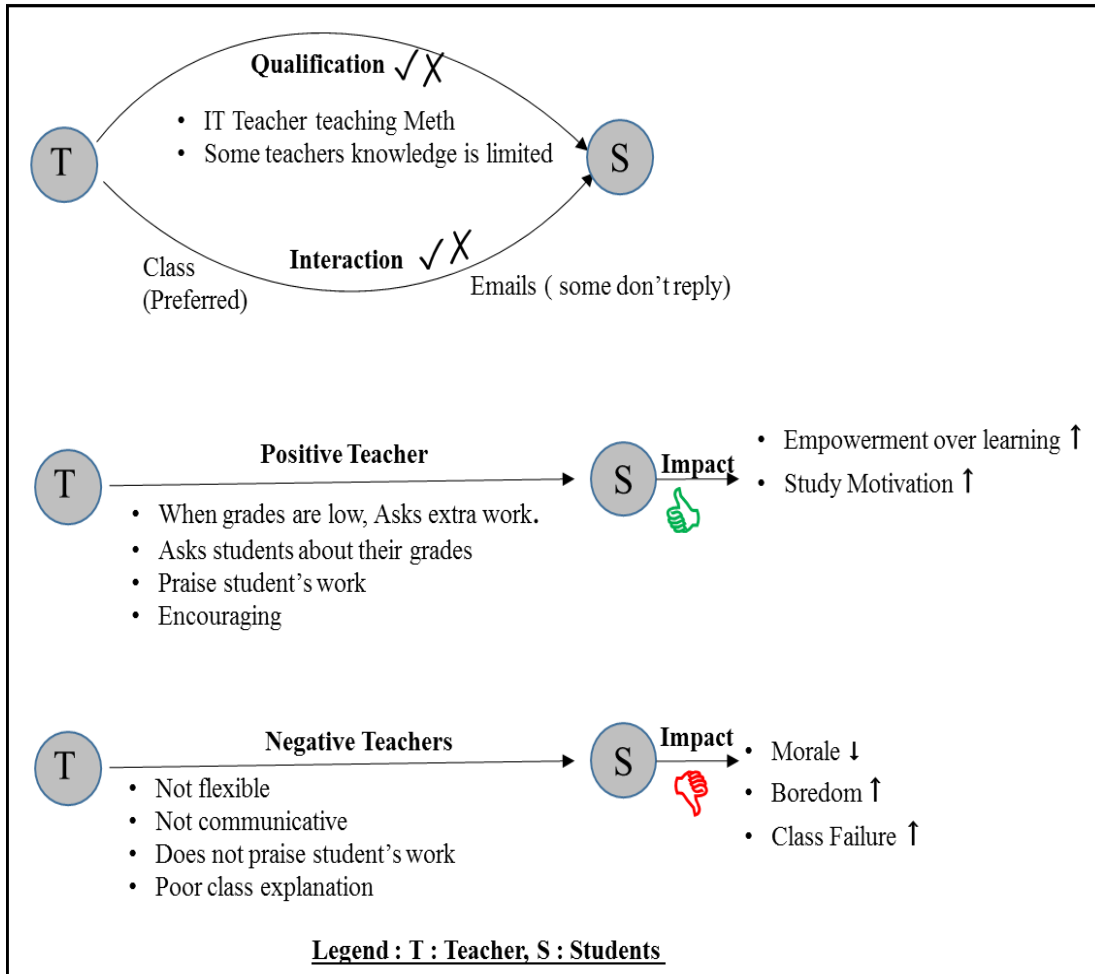 Qualification ✓ X
• IT Teacher teaching Meth
• Some teachers knowledge is limited
T
S
Interaction ✓ X
Class
(Preferred)
Emails ( some don’t reply)
T
Positive Teacher
S
Impact
• When grades are low, Asks extra work.
• Asks students about their grades
• Praise student’s work
• Encouraging
• Empowerment over learning ↑
• Study Motivation ↑
T
Negative Teachers
S
Impact
• Not flexible
• Not communicative
• Does not praise student’s work
• Poor class explanation
• Morale ↓
• Boredom ↑
• Class Failure ↑
Legend : T : Teacher, S : Students